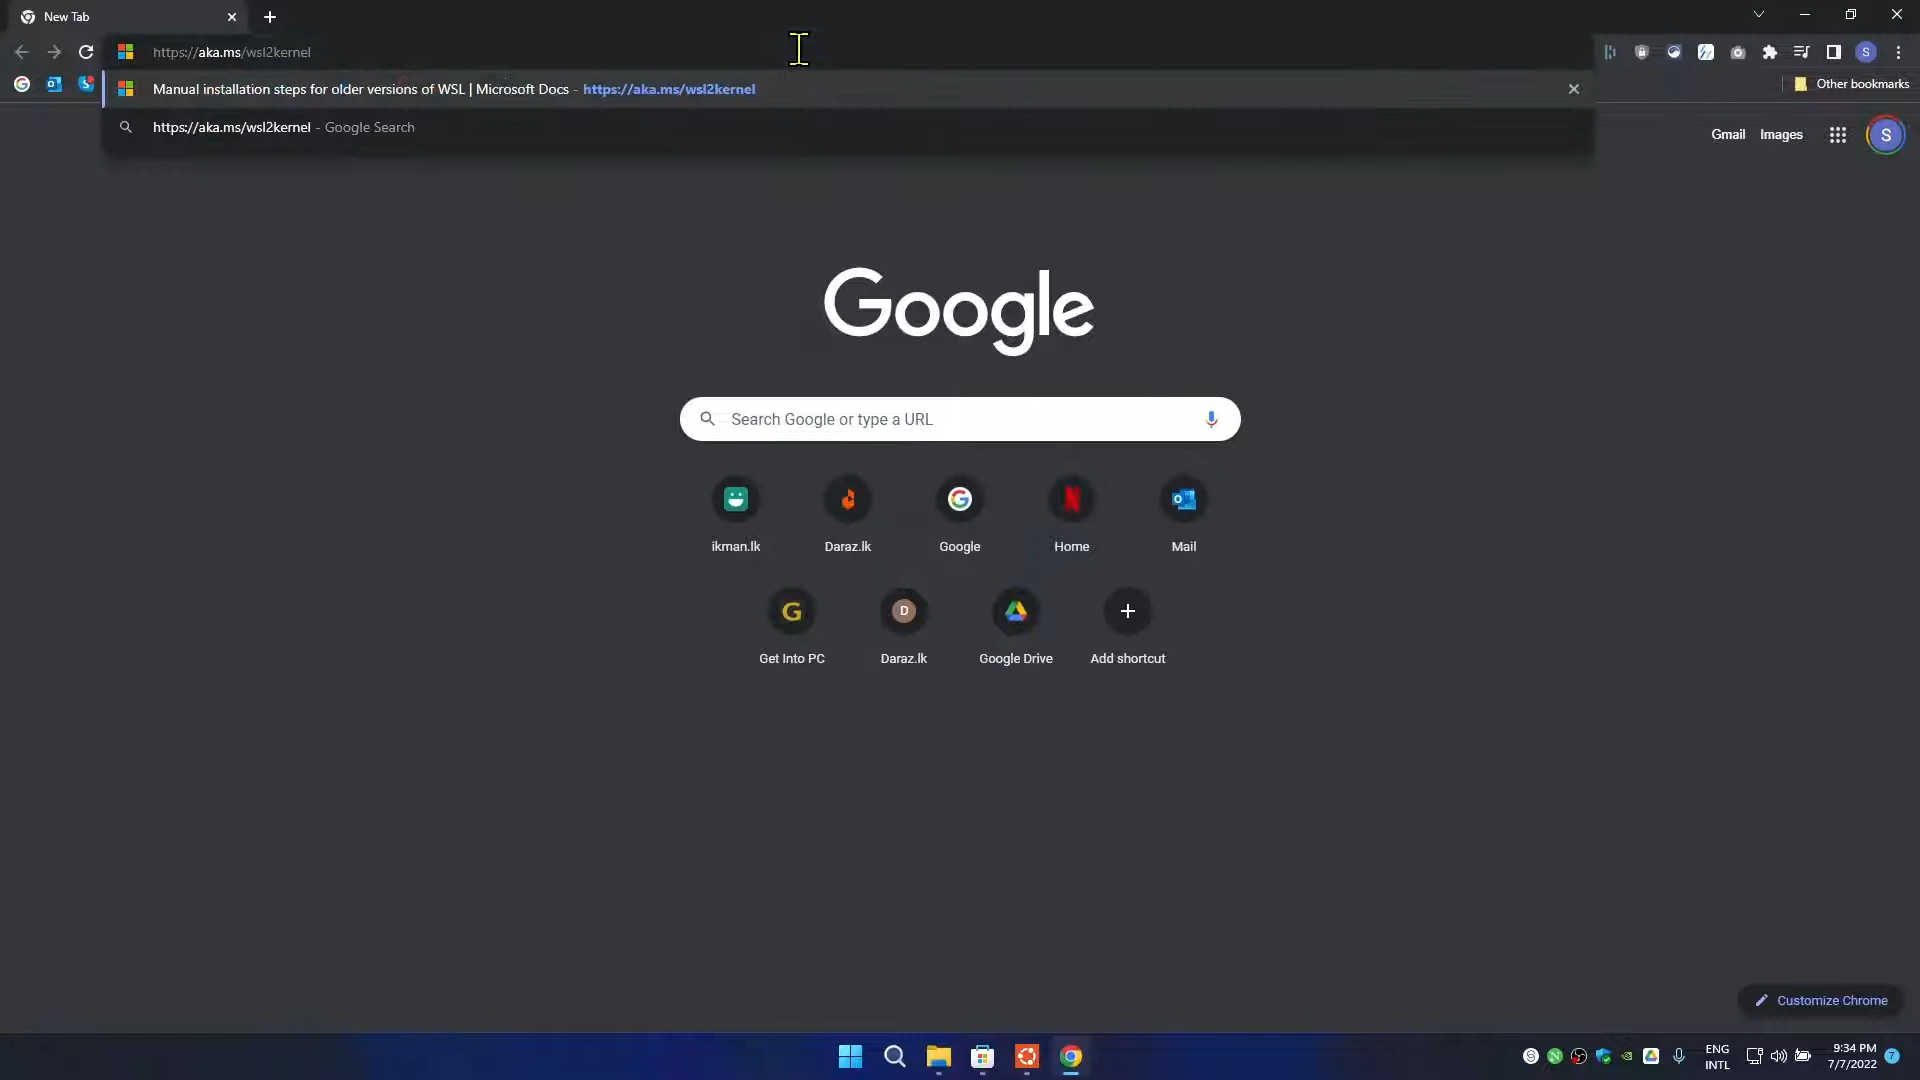 New Tab
https://aka.ms/wsl2kernel
Manual installation steps for older versions of WSL | Microsoft Docs - https://aka.ms/wsl2kernel
https://aka.ms/wsl2kernel - Google Search
Other bookmarks
Gmail Images S
Google
Search Google or type a URL
ikman.lk Daraz.lk Google Home Mail
G D
Get Into PC Daraz.lk Google Drive Add shortcut
Customize Chrome
ENG
INTL
9:34 PM
7/7/2022
7